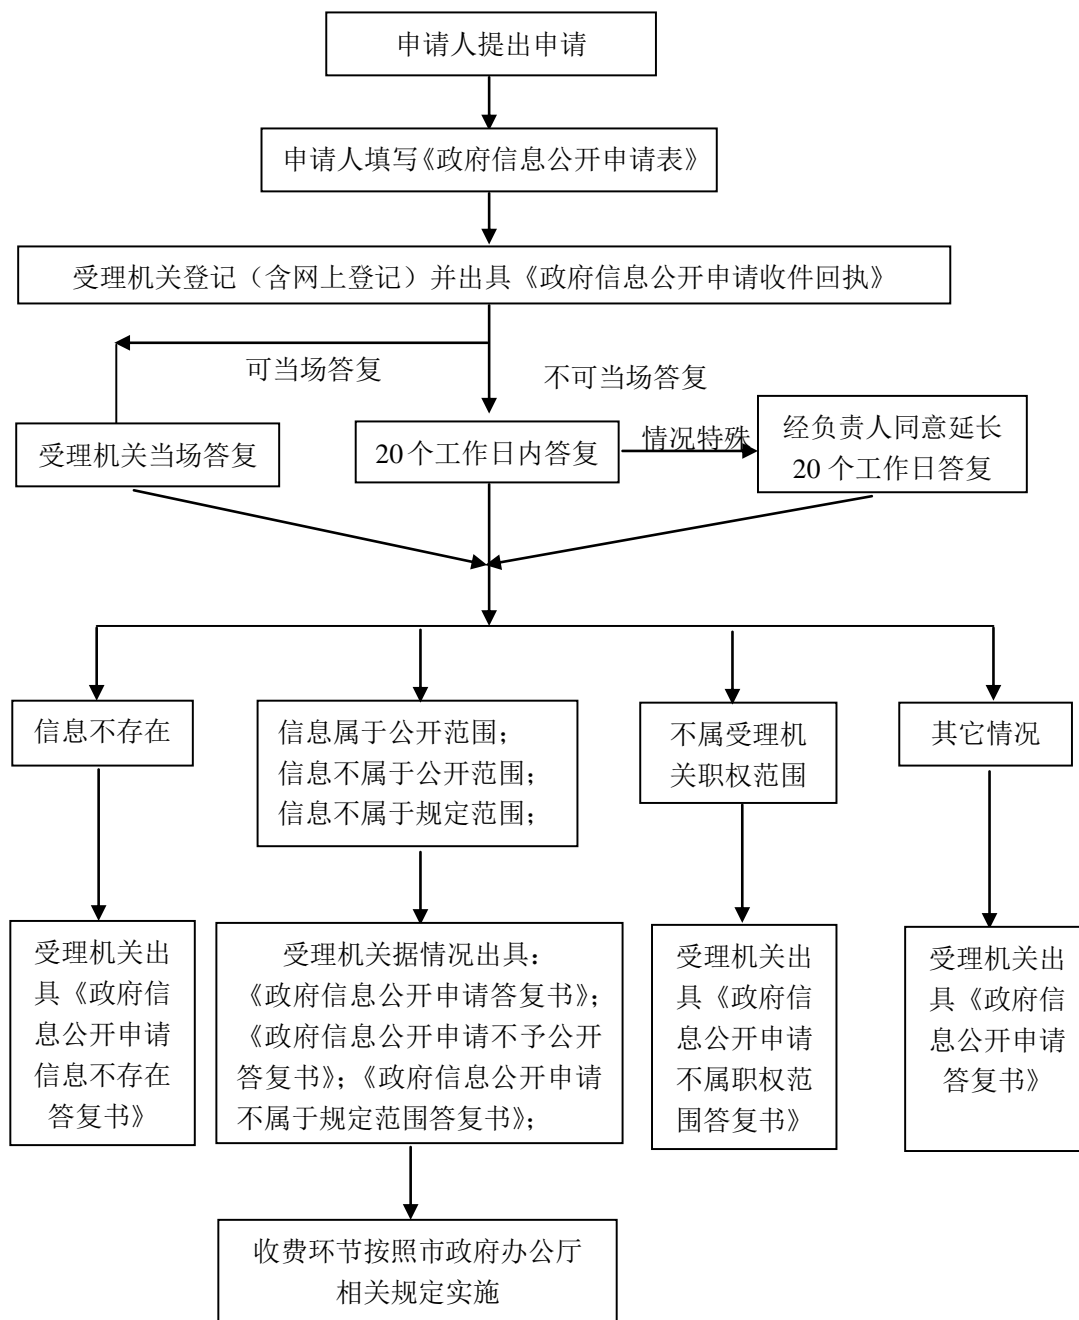 申请人提出申请
申请人填写《政府信息公开申请表》
受理机关登记（含网上登记）并出具《政府信息公开申请收件回执》
可当场答复
不可当场答复
受理机关当场答复
20个工作日内答复
情况特殊
经负责人同意延长
20个工作日答复
信息不存在
信息属于公开范围；
信息不属于公开范围；
信息不属于规定范围；
不属受理机
关职权范围
其它情况
受理机关出
具《政府信
息公开申请
信息不存在
答复书》
受理机关据情况出具：
《政府信息公开申请答复书》；
《政府信息公开申请不予公开
答复书》；《政府信息公开申请
不属于规定范围答复书》；
受理机关出
具《政府信
息公开申请
不属职权范
围答复书》
受理机关出
具《政府信
息公开申请
答复书》
收费环节按照市政府办公厅
相关规定实施